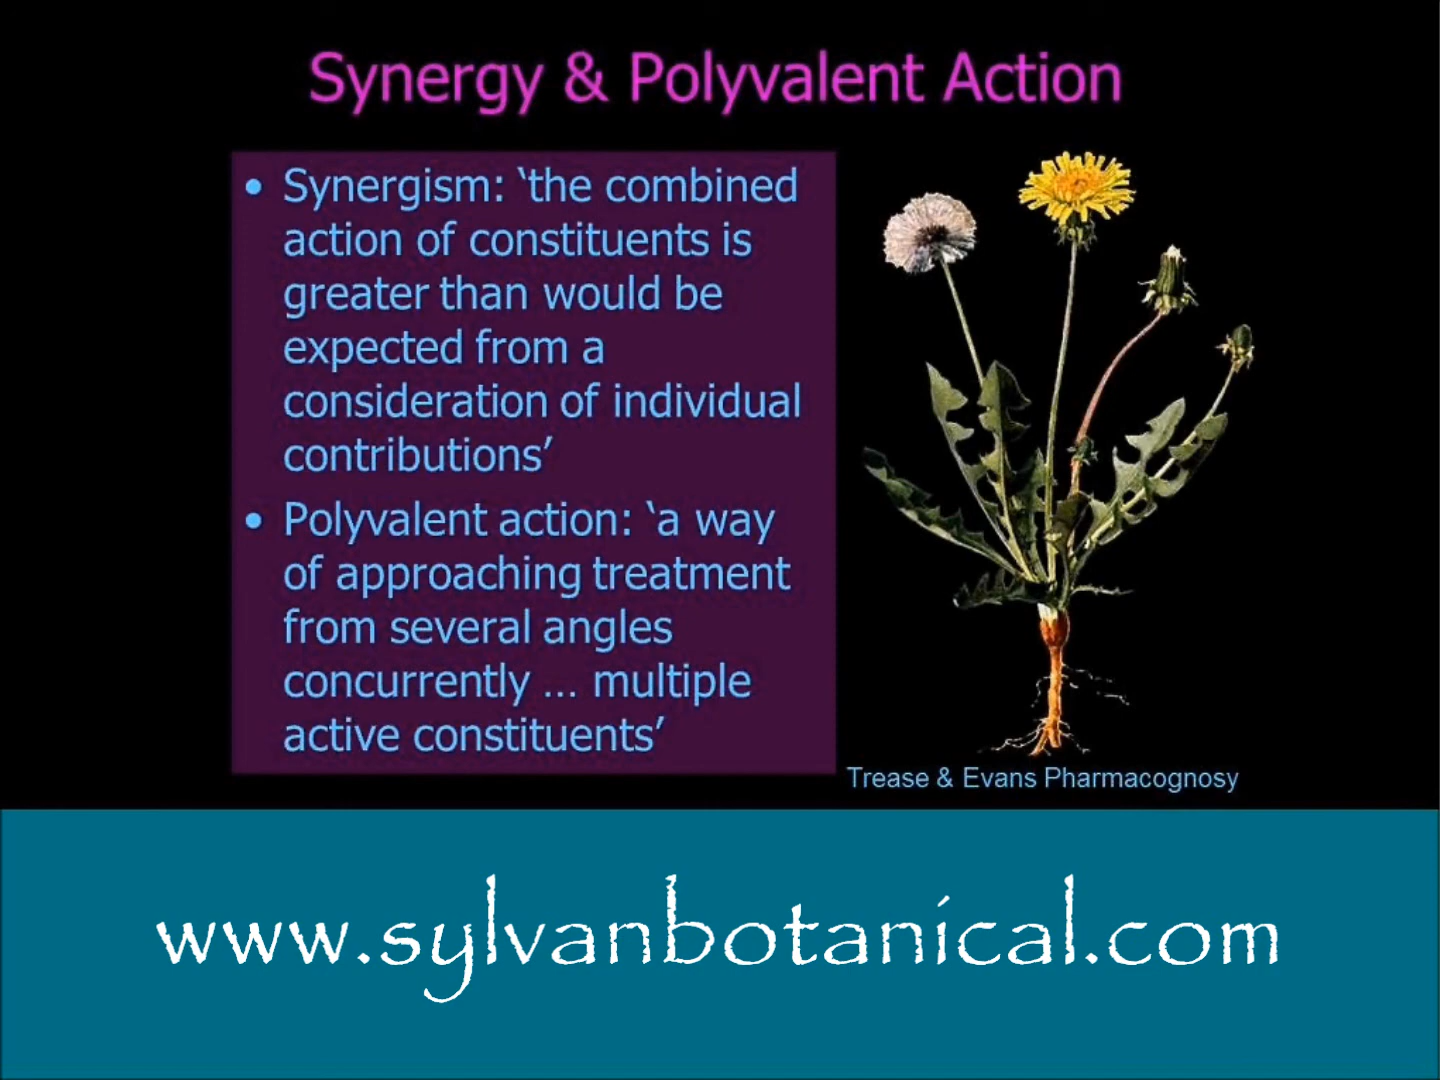 Synergy & Polyvalent Action
• Synergism: ‘the combined
action of constituents is
greater than would be
expected from a
consideration of individual
contributions’
• Polyvalent action: ‘a way
of approaching treatment
from several angles
concurrently … multiple
active constituents’
Trease & Evans Pharmacognosy
www.sylvanbotanical.com